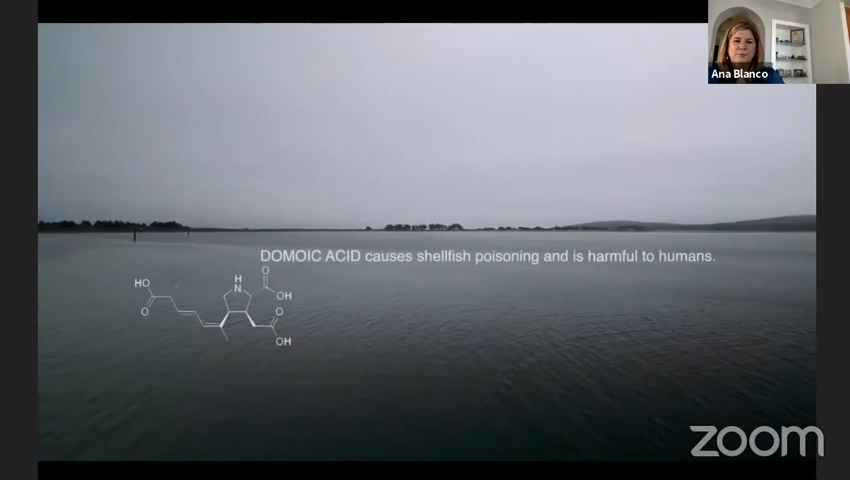 Ana Blanco
DOMOIC ACID causes shellfish poisoning and is harmful to humans.
HO
O
H
N
O
OH
O
OH
zoom